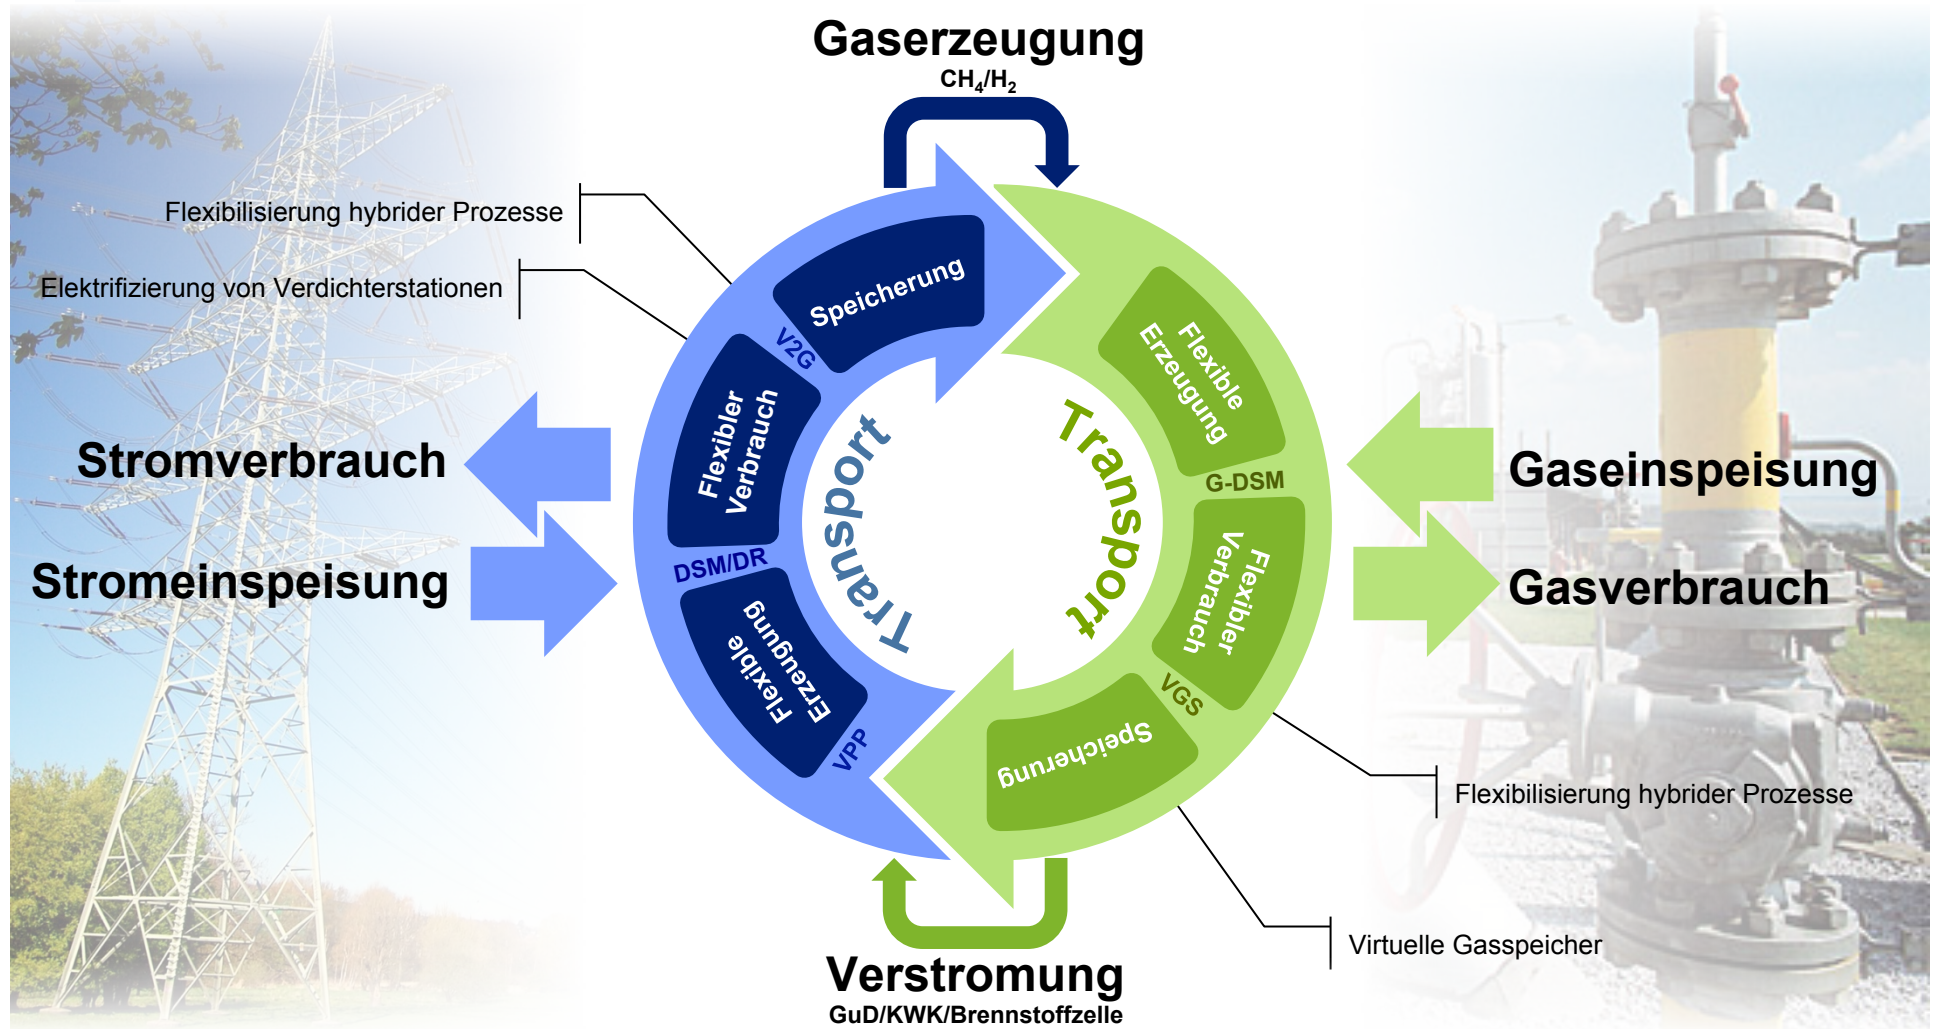 Gaserzeugung
CH₄/H₂
Flexibilisierung hybrider Prozesse
Elektrifizierung von Verdichterstationen
Speicherung
V2G
Flexibler
Verbrauch
DSM/DR
Flexible
Erzeugung
VPP
Transport
Stromverbrauch
Stromeinspeisung
Flexible
Erzeugung
G-DSM
Flexibler
Verbrauch
VGS
Speicherung
Transport
Gaseinspeisung
Gasverbrauch
Flexibilisierung hybrider Prozesse
Virtuelle Gasspeicher
Verstromung
GuD/KWK/Brennstoffzelle